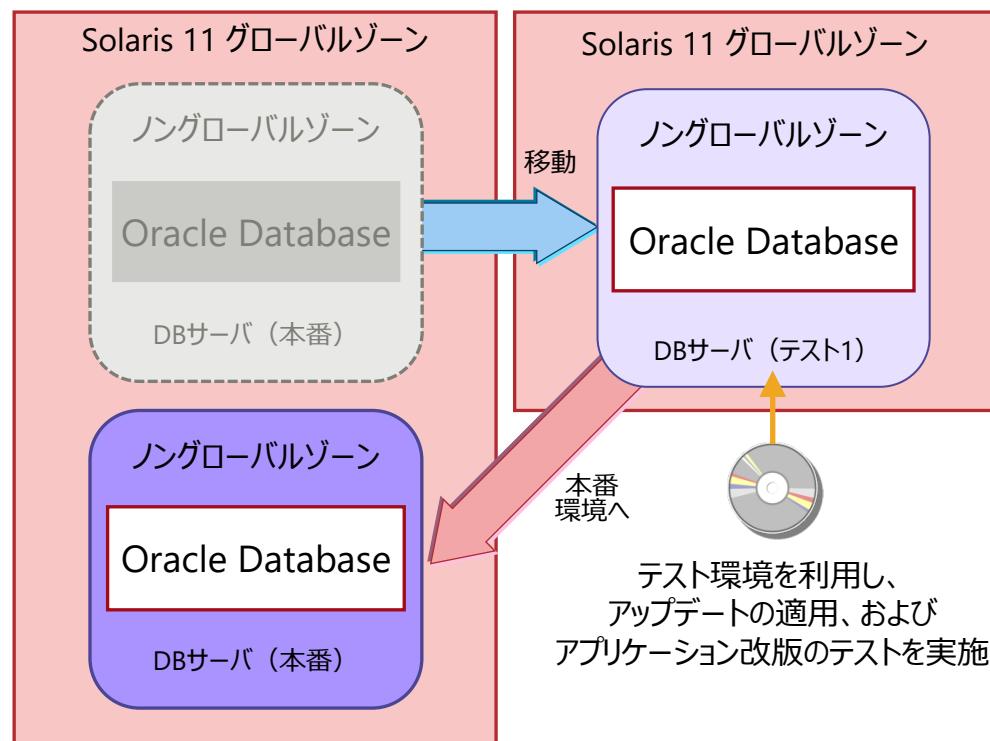 Solaris 11 グローバルゾーン
ノングローバルゾーン
Oracle Database
DBサーバ（本番）
移動
Solaris 11 グローバルゾーン
ノングローバルゾーン
Oracle Database
DBサーバ（テスト1）
本番
環境へ
ノングローバルゾーン
Oracle Database
DBサーバ（本番）
テスト環境を利用し、
アップデートの適用、および
アプリケーション改版のテストを実施